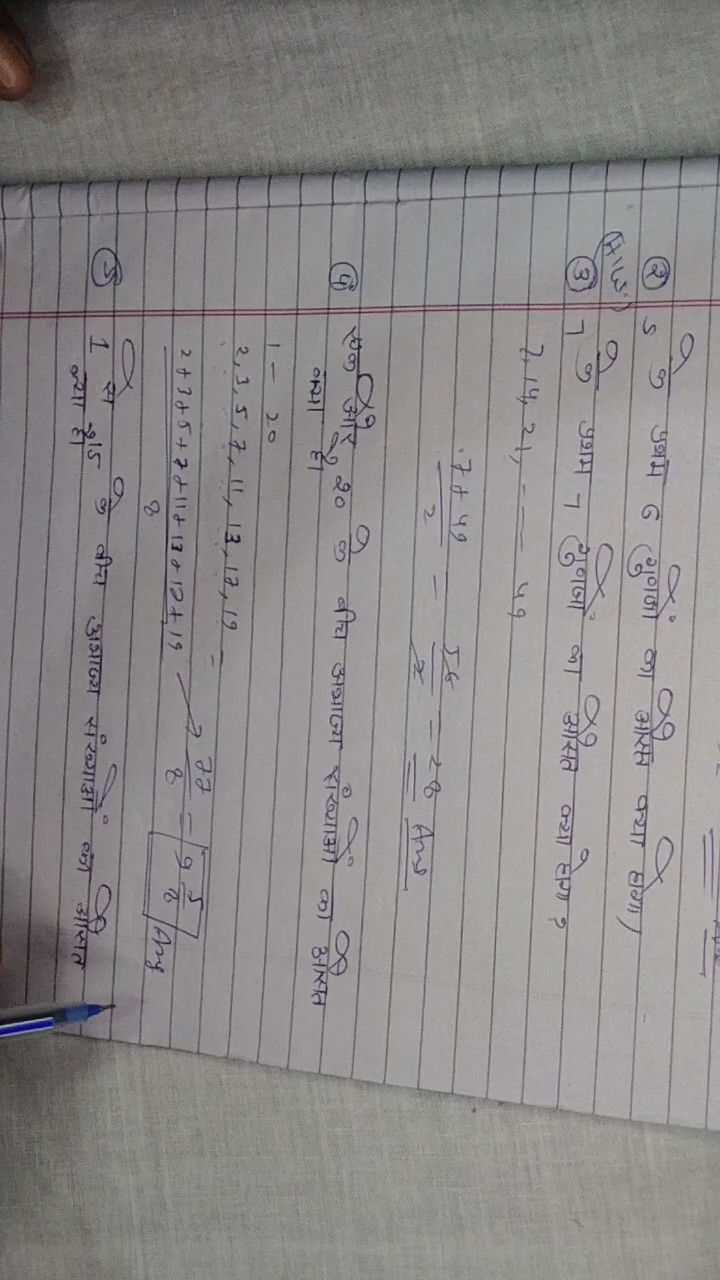 ② 5 के प्रथम 6 गुणजों का औसत क्या होगा)
(H.W.)
③ 7 के प्रथम 7 गुणजों का औसत क्या होगा ?
7, 14, 21, - — 49
7 + 49 / 2 = 56 / 2 = 28 Ans
④ एक और २० के बीच अभाज्य संख्याओं का औसत
क्या है।
1 – 20
2, 3, 5, 7, 11, 13, 17, 19 =
2+3+5+7+11+13+17+19 / 8 → 77 / 8 = 9 5/8 Ans
⑤ 1 से 25 के बीच अभाज्य संख्याओं का औसत
क्या है।